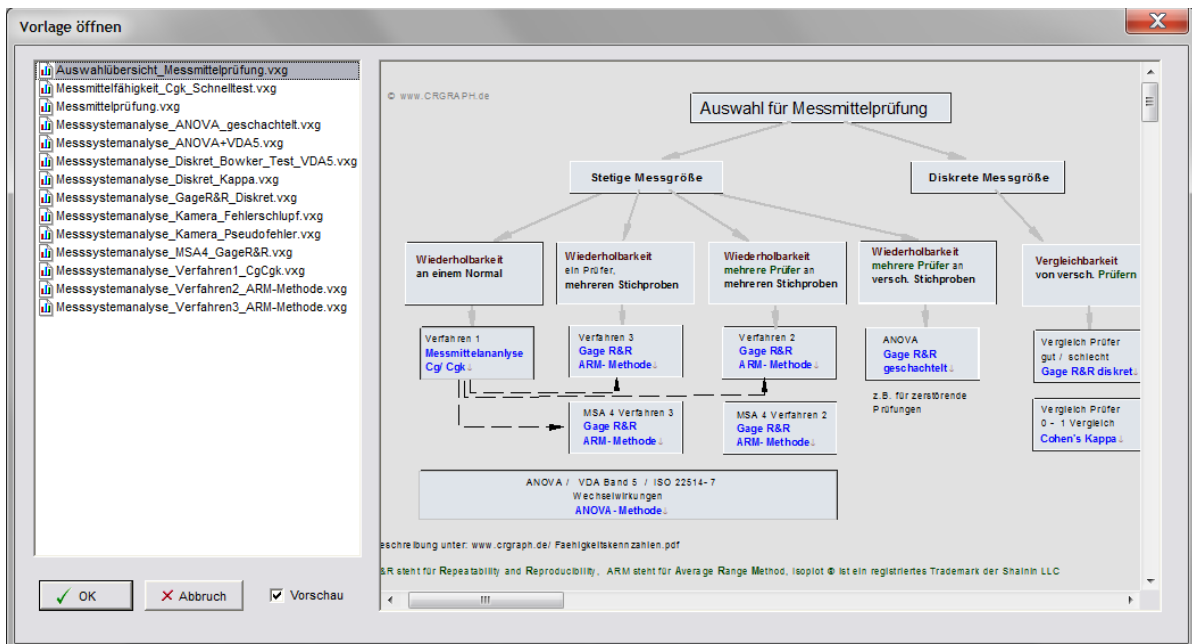 Vorlage öffnen
Auswahlübersicht_Messmittelprüfung.vxg
Messmittelfähigkeit_Cgk_Schnelltest.vxg
Messmittelprüfung.vxg
Messsystemanalyse_ANOVA_geschachtelt.vxg
Messsystemanalyse_ANOVA+VDA5.vxg
Messsystemanalyse_Diskret_Bowker_Test_VDA5.vxg
Messsystemanalyse_Diskret_Kappa.vxg
Messsystemanalyse_GageR&R_Diskret.vxg
Messsystemanalyse_Kamera_Fehlerschlupf.vxg
Messsystemanalyse_Kamera_Pseudofehler.vxg
Messsystemanalyse_MSA4_GageR&R.vxg
Messsystemanalyse_Verfahren1_CgCgk.vxg
Messsystemanalyse_Verfahren2_ARM-Methode.vxg
Messsystemanalyse_Verfahren3_ARM-Methode.vxg
OK
Abbruch
Vorschau
© www.CRGRAPH.de
Auswahl für Messmittelprüfung
Stetige Messgröße
Diskrete Messgröße
Wiederholbarkeit
an einem Normal
Wiederholbarkeit
ein Prüfer,
mehreren Stichproben
Wiederholbarkeit
mehrere Prüfer an
mehreren Stichproben
Wiederholbarkeit
mehrere Prüfer an
versch. Stichproben
Vergleichbarkeit
von versch. Prüfern
Verfahren 1
Messmittelananlyse
Cg/ Cgk↓
Verfahren 3
Gage R&R
ARM- Methode↓
Verfahren 2
Gage R&R
ARM- Methode↓
ANOVA
Gage R&R
geschachtelt↓
Vergleich Prüfer
gut / schlecht
Gage R&R diskret↓
z.B. für zerstörende
Prüfungen
MSA 4 Verfahren 3
Gage R&R
ARM- Methode↓
MSA 4 Verfahren 2
Gage R&R
ARM- Methode↓
Vergleich Prüfer
0 - 1 Vergleich
Cohen's Kappa↓
ANOVA / VDA Band 5 / ISO 22514- 7
Wechselwirkungen
ANOVA- Methode↓
eschreibung unter: www.crgraph.de/ Faehigkeitskennzahlen.pdf
&R steht für Repeatability and Reproducibility, ARM steht für Average Range Method, Isoplot ® ist ein registriertes Trademark der Shainin LLC